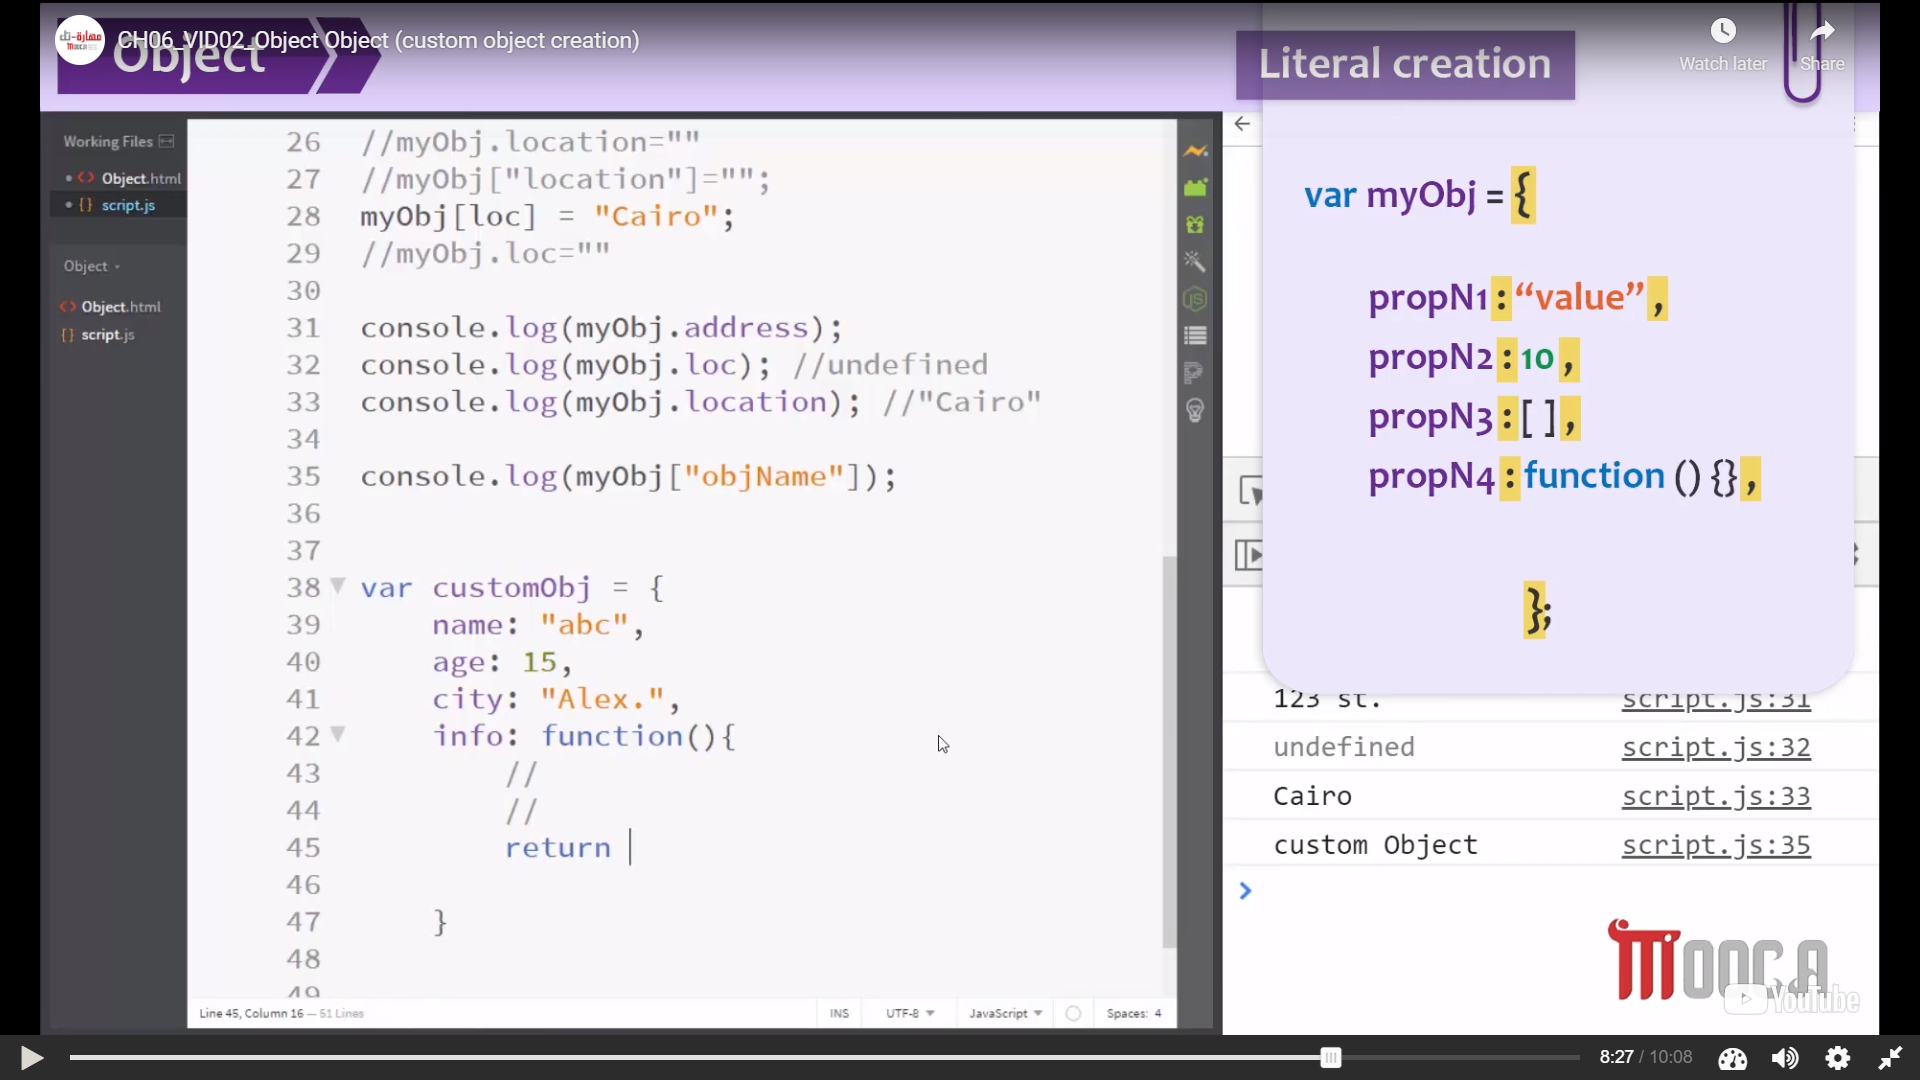 مهارة-تك
MOOCA
CH06_VID02_Object Object (custom object creation)
Object
Literal creation
Watch later
Share
Working Files
Object.html
script.js
Object
Object.html
script.js
26 //myObj.location=""
27 //myObj["location"]="";
28 myObj[loc] = "Cairo";
29 //myObj.loc=""
30
31 console.log(myObj.address);
32 console.log(myObj.loc); //undefined
33 console.log(myObj.location); //"Cairo"
34
35 console.log(myObj["objName"]);
36
37
38 var customObj = {
39 name: "abc",
40 age: 15,
41 city: "Alex.",
42 info: function(){
43 //
44 //
45 return
46
47 }
48
49
Line 45, Column 16 — 51 Lines
INS
UTF-8
JavaScript
Spaces: 4
var myObj = {
propN1 : “value” ,
propN2 : 10 ,
propN3 : [ ] ,
propN4 : function () {} ,
};
123 st. script.js:31
undefined script.js:32
Cairo script.js:33
custom Object script.js:35
MOOCA
YouTube
8:27 / 10:08